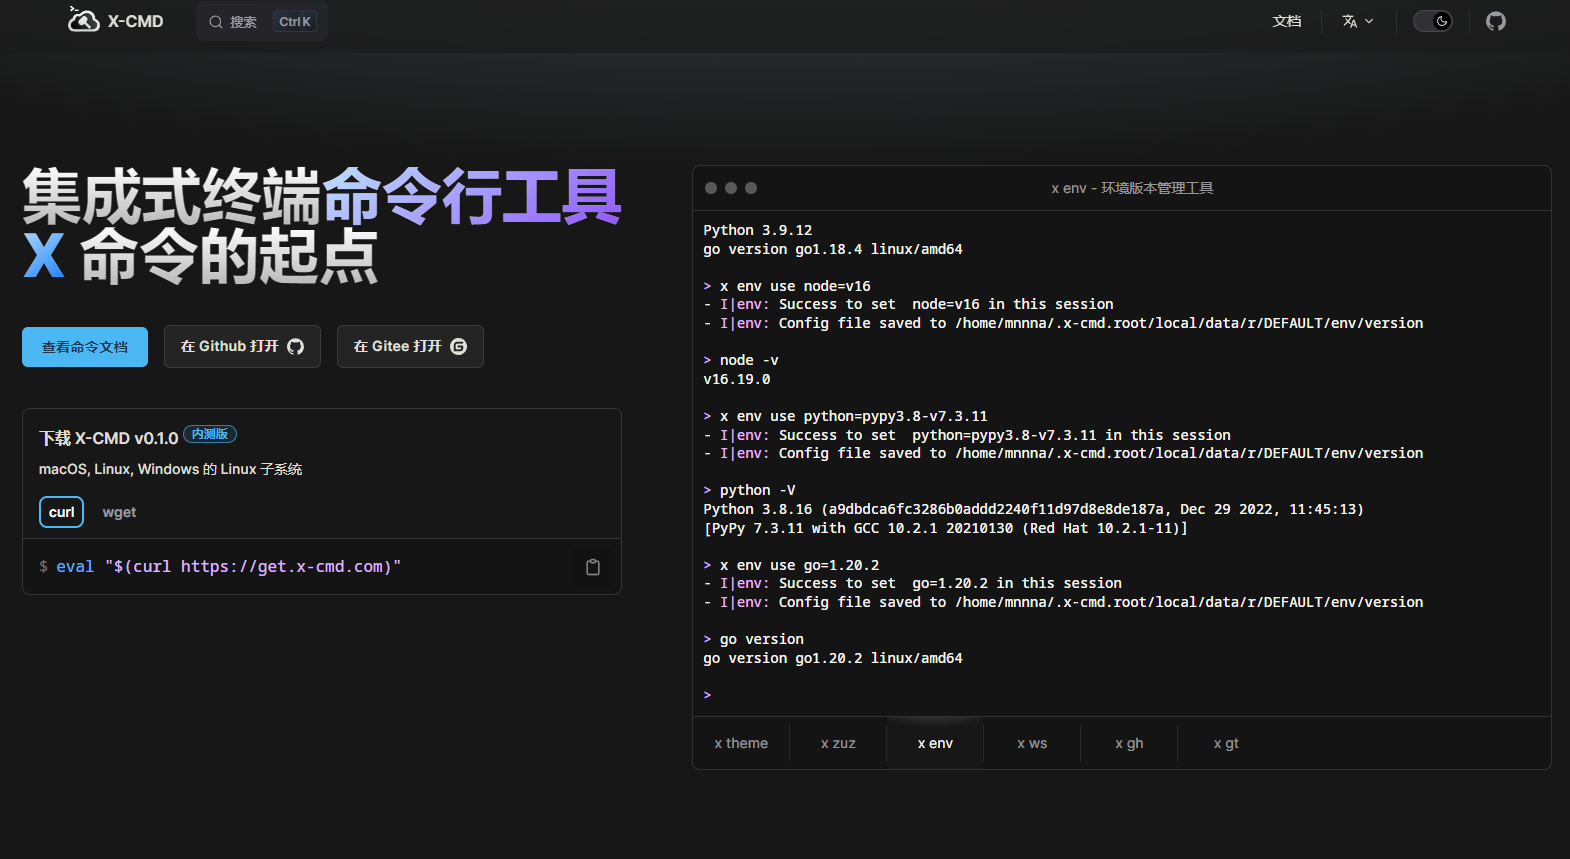 X-CMD
搜索 Ctrl K
文档
集成式终端命令行工具
X 命令的起点
查看命令文档
在 Github 打开
在 Gitee 打开
下载 X-CMD v0.1.0 内测版
macOS, Linux, Windows 的 Linux 子系统
curl wget
$ eval "$(curl https://get.x-cmd.com)"
x env - 环境版本管理工具
Python 3.9.12
go version go1.18.4 linux/amd64
> x env use node=v16
- I|env: Success to set  node=v16 in this session
- I|env: Config file saved to /home/mnnna/.x-cmd.root/local/data/r/DEFAULT/env/version
> node -v
v16.19.0
> x env use python=pypy3.8-v7.3.11
- I|env: Success to set  python=pypy3.8-v7.3.11 in this session
- I|env: Config file saved to /home/mnnna/.x-cmd.root/local/data/r/DEFAULT/env/version
> python -V
Python 3.8.16 (a9dbdca6fc3286b0addd2240f11d97d8e8de187a, Dec 29 2022, 11:45:13)
[PyPy 7.3.11 with GCC 10.2.1 20210130 (Red Hat 10.2.1-11)]
> x env use go=1.20.2
- I|env: Success to set  go=1.20.2 in this session
- I|env: Config file saved to /home/mnnna/.x-cmd.root/local/data/r/DEFAULT/env/version
> go version
go version go1.20.2 linux/amd64
>
x theme x zuz x env x ws x gh x gt